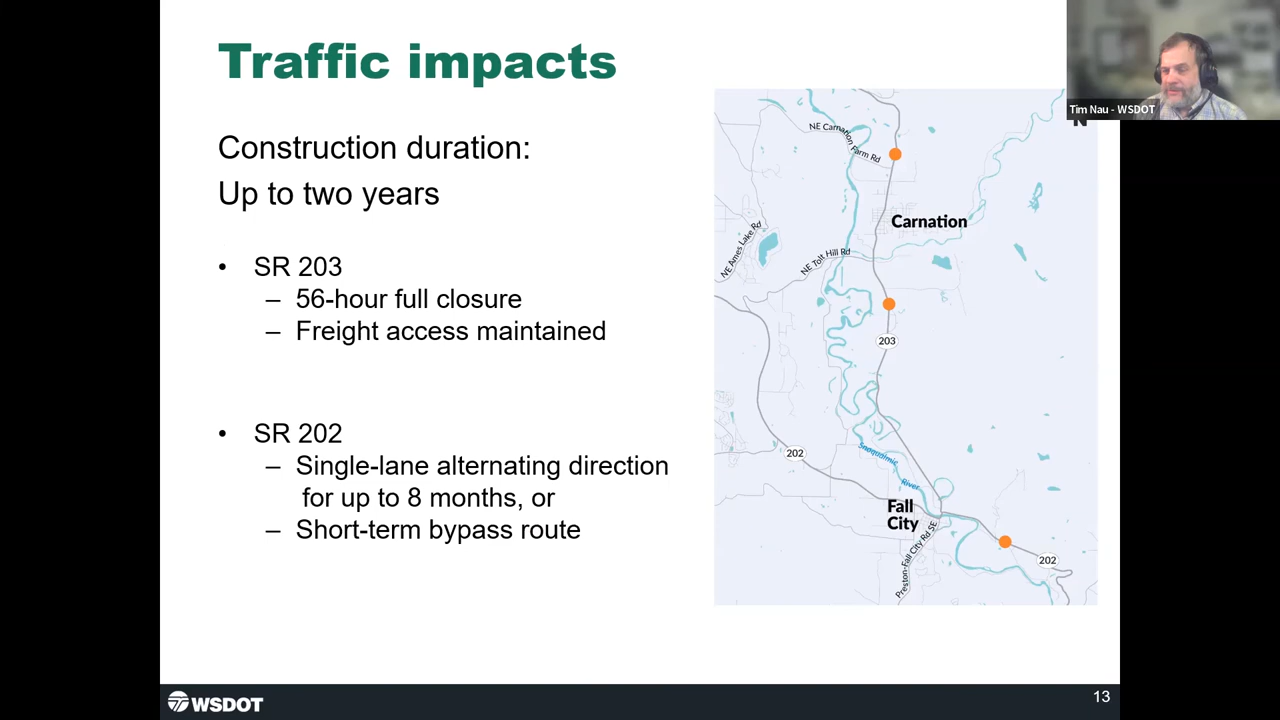 Traffic impacts
Tim Nau - WSDOT
N
Construction duration:
Up to two years
• SR 203
– 56-hour full closure
– Freight access maintained
• SR 202
– Single-lane alternating direction
for up to 8 months, or
– Short-term bypass route
NE Carnation Farm Rd
Carnation
NE Ames Lake Rd
NE Tolt Hill Rd
203
202
Snoqualmie River
Fall
City
Preston-Fall City Rd SE
202
WSDOT
13